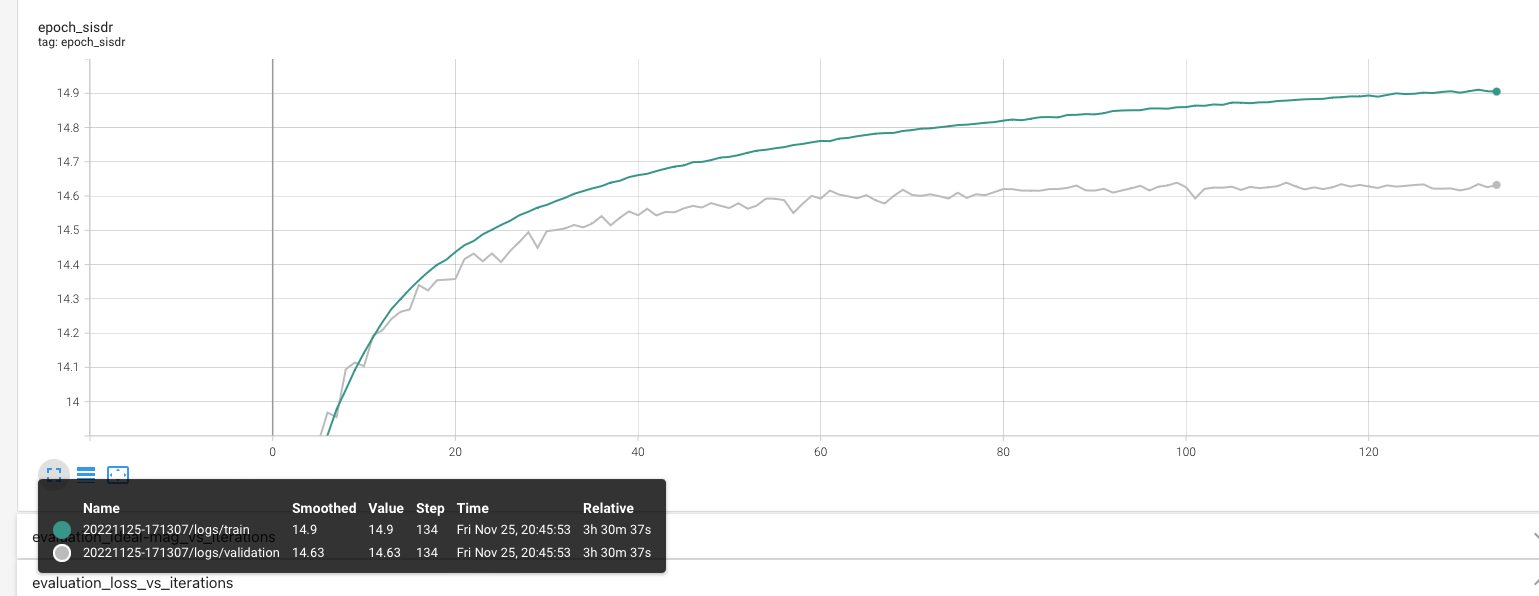 epoch_sisdr
tag: epoch_sisdr
14.9
14.8
14.7
14.6
14.5
14.4
14.3
14.2
14.1
14
0 20 40 60 80 100 120
Name Smoothed Value Step Time Relative
20221125-171307/logs/train 14.9 14.9 134 Fri Nov 25, 20:45:53 3h 30m 37s
evaluation_ideal-mag_vs_iterations
20221125-171307/logs/validation 14.63 14.63 134 Fri Nov 25, 20:45:53 3h 30m 37s
evaluation_loss_vs_iterations